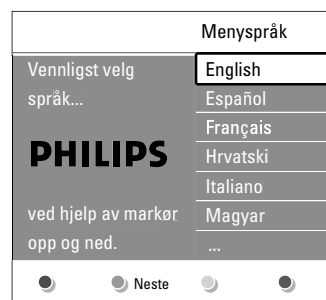 Menyspråk
Vennligst velg
språk...
PHILIPS
ved hjelp av markør
opp og ned.
English
Español
Français
Hrvatski
Italiano
Magyar
...
Neste